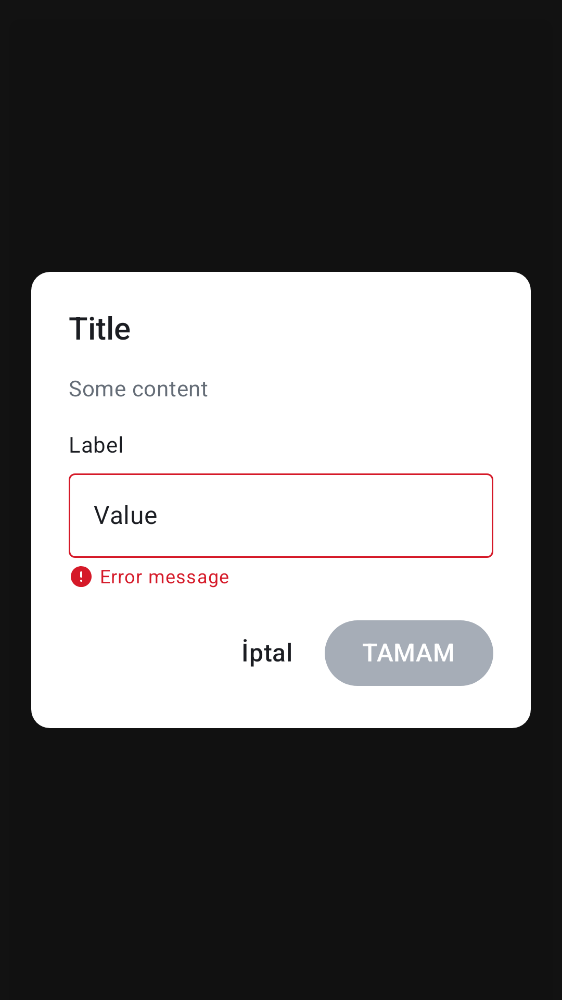 Title
Some content
Label
Value
Error message
İptal
TAMAM